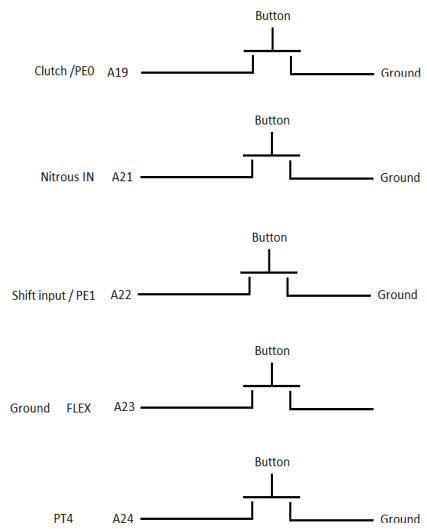 Button
Clutch /PE0 A19 Ground
Button
Nitrous IN A21 Ground
Button
Shift input / PE1 A22 Ground
Button
Ground FLEX A23
Button
PT4 A24 Ground